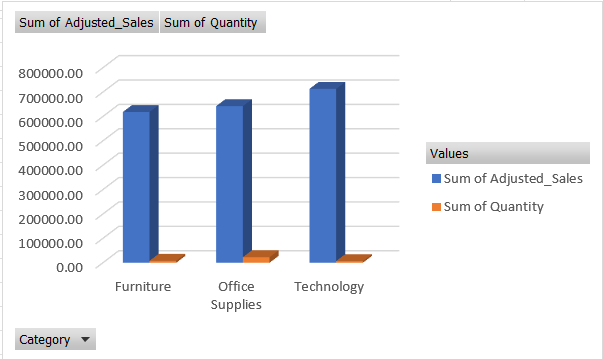 Sum of Adjusted_Sales Sum of Quantity
800000.00
700000.00
600000.00
500000.00
400000.00
300000.00
200000.00
100000.00
0.00
Furniture
Office
Supplies
Technology
Values
Sum of Adjusted_Sales
Sum of Quantity
Category